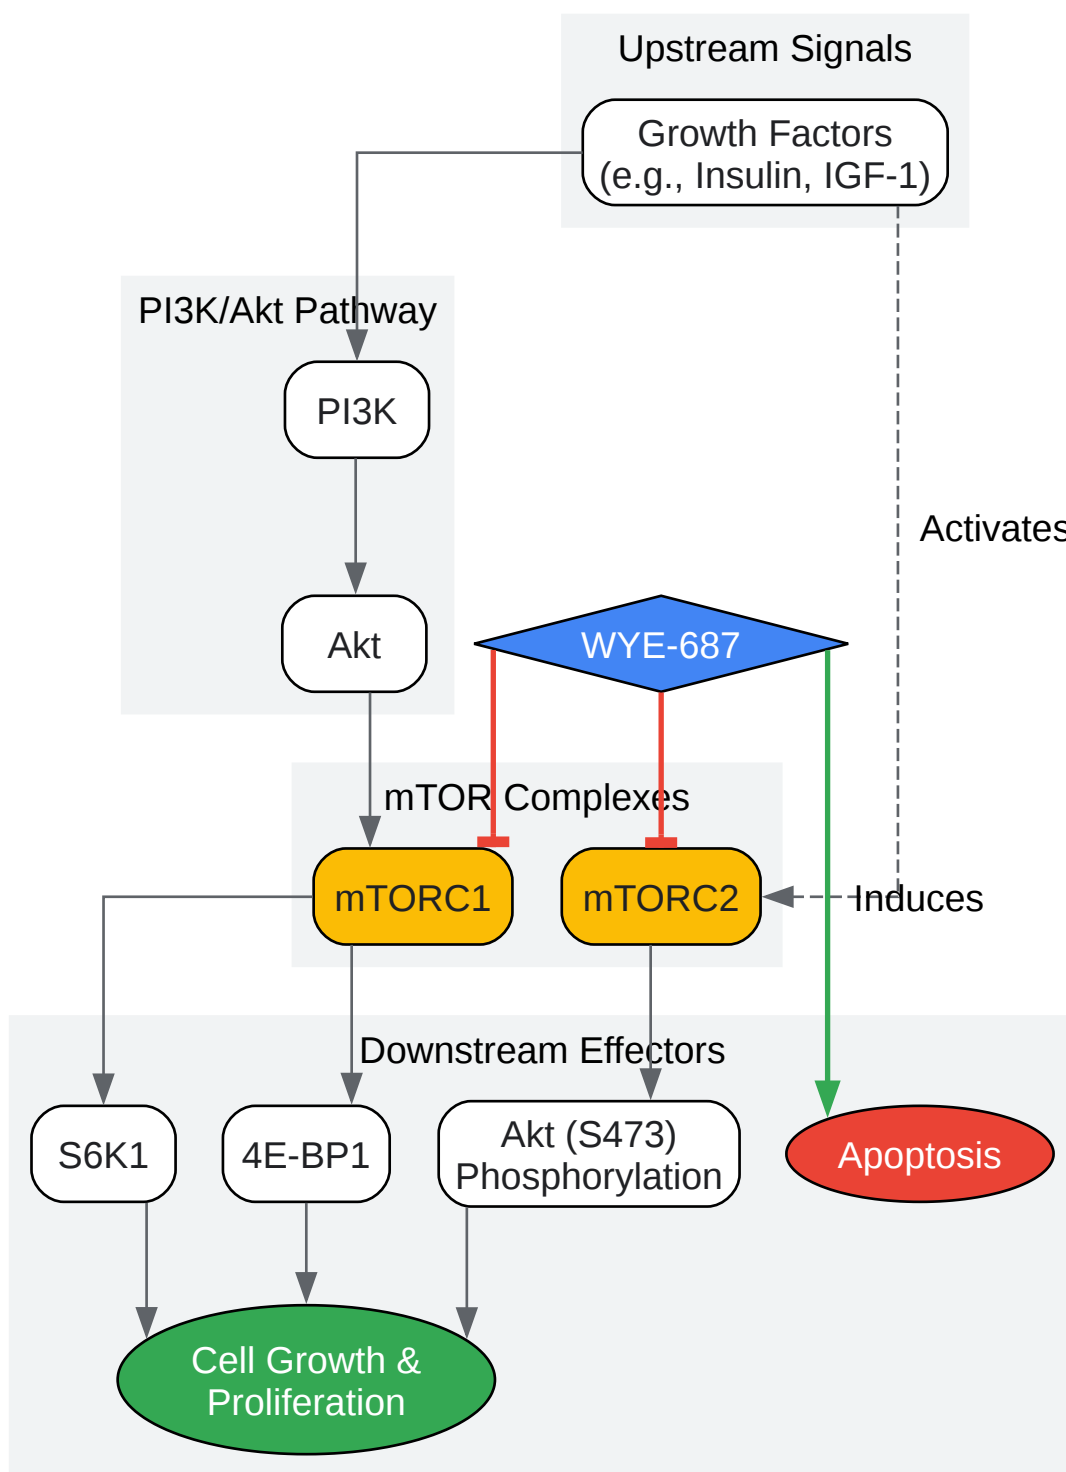 Upstream Signals
Growth Factors
(e.g., Insulin, IGF-1)
PI3K/Akt Pathway
PI3K
Activates
Akt
WYE-687
mTOR Complexes
mTORC1
mTORC2
Induces
Downstream Effectors
S6K1
4E-BP1
Akt (S473)
Phosphorylation
Apoptosis
Cell Growth &
Proliferation